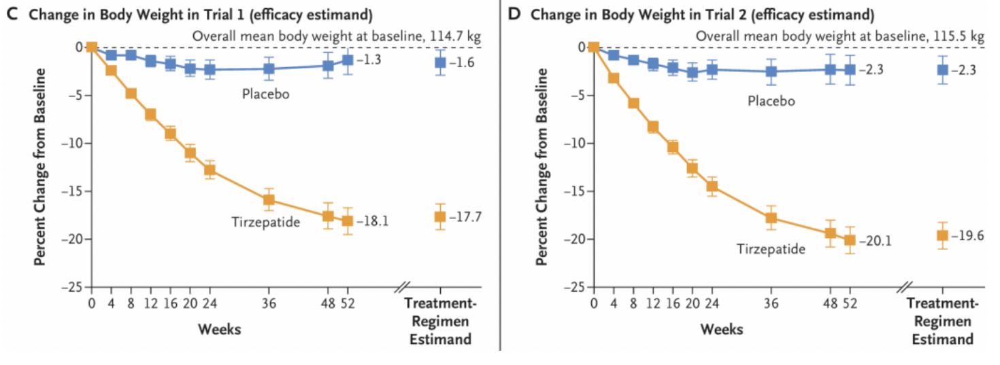 C Change in Body Weight in Trial 1 (efficacy estimand)
Overall mean body weight at baseline, 114.7 kg
Percent Change from Baseline
0
−5
−10
−15
−20
−25
Placebo
Tirzepatide
−1.3
−1.6
−18.1
−17.7
0 4 8 12 16 20 24 36 48 52
Weeks
Treatment-
Regimen
Estimand
D Change in Body Weight in Trial 2 (efficacy estimand)
Overall mean body weight at baseline, 115.5 kg
Percent Change from Baseline
0
−5
−10
−15
−20
−25
Placebo
Tirzepatide
−2.3
−2.3
−20.1
−19.6
0 4 8 12 16 20 24 36 48 52
Weeks
Treatment-
Regimen
Estimand